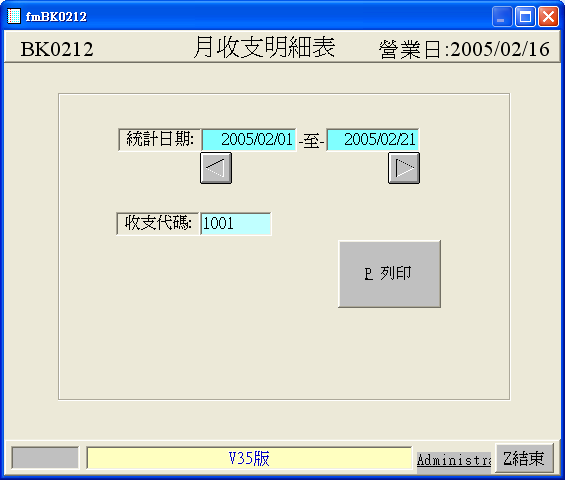 fmBK0212
BK0212 月收支明細表 營業日:2005/02/16
統計日期: 2005/02/01 -至- 2005/02/21
收支代碼: 1001
P 列印
V35版 Administra Z結束